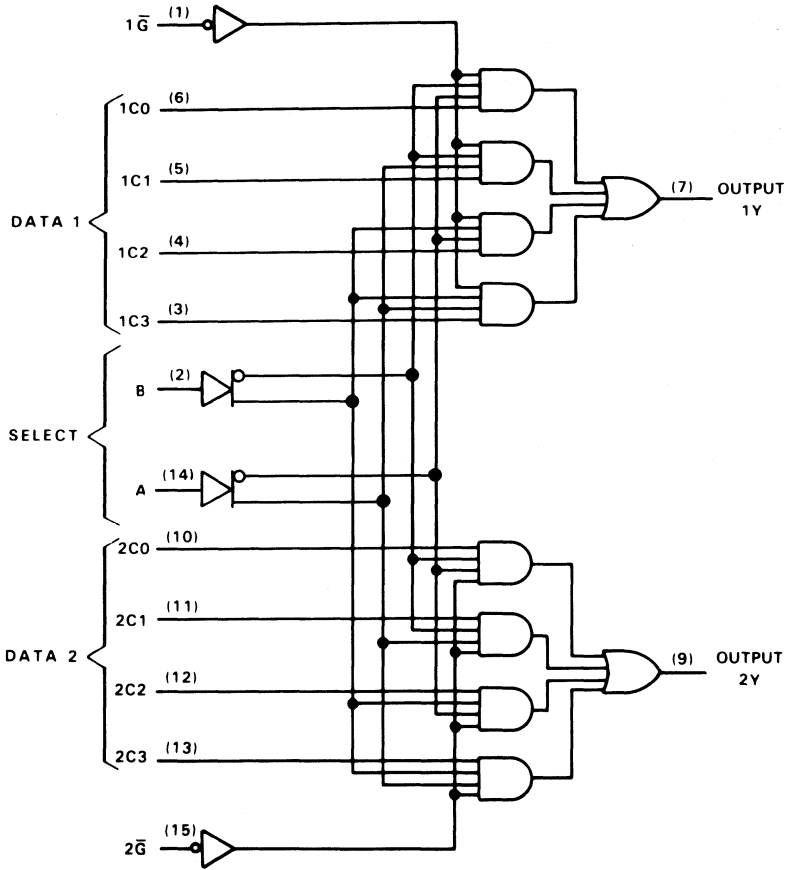 1G̅ (1)
1C0 (6)
1C1 (5)
DATA 1
1C2 (4)
1C3 (3)
(7) OUTPUT
1Y
B (2)
SELECT
A (14)
2C0 (10)
2C1 (11)
DATA 2
2C2 (12)
2C3 (13)
(9) OUTPUT
2Y
2G̅ (15)